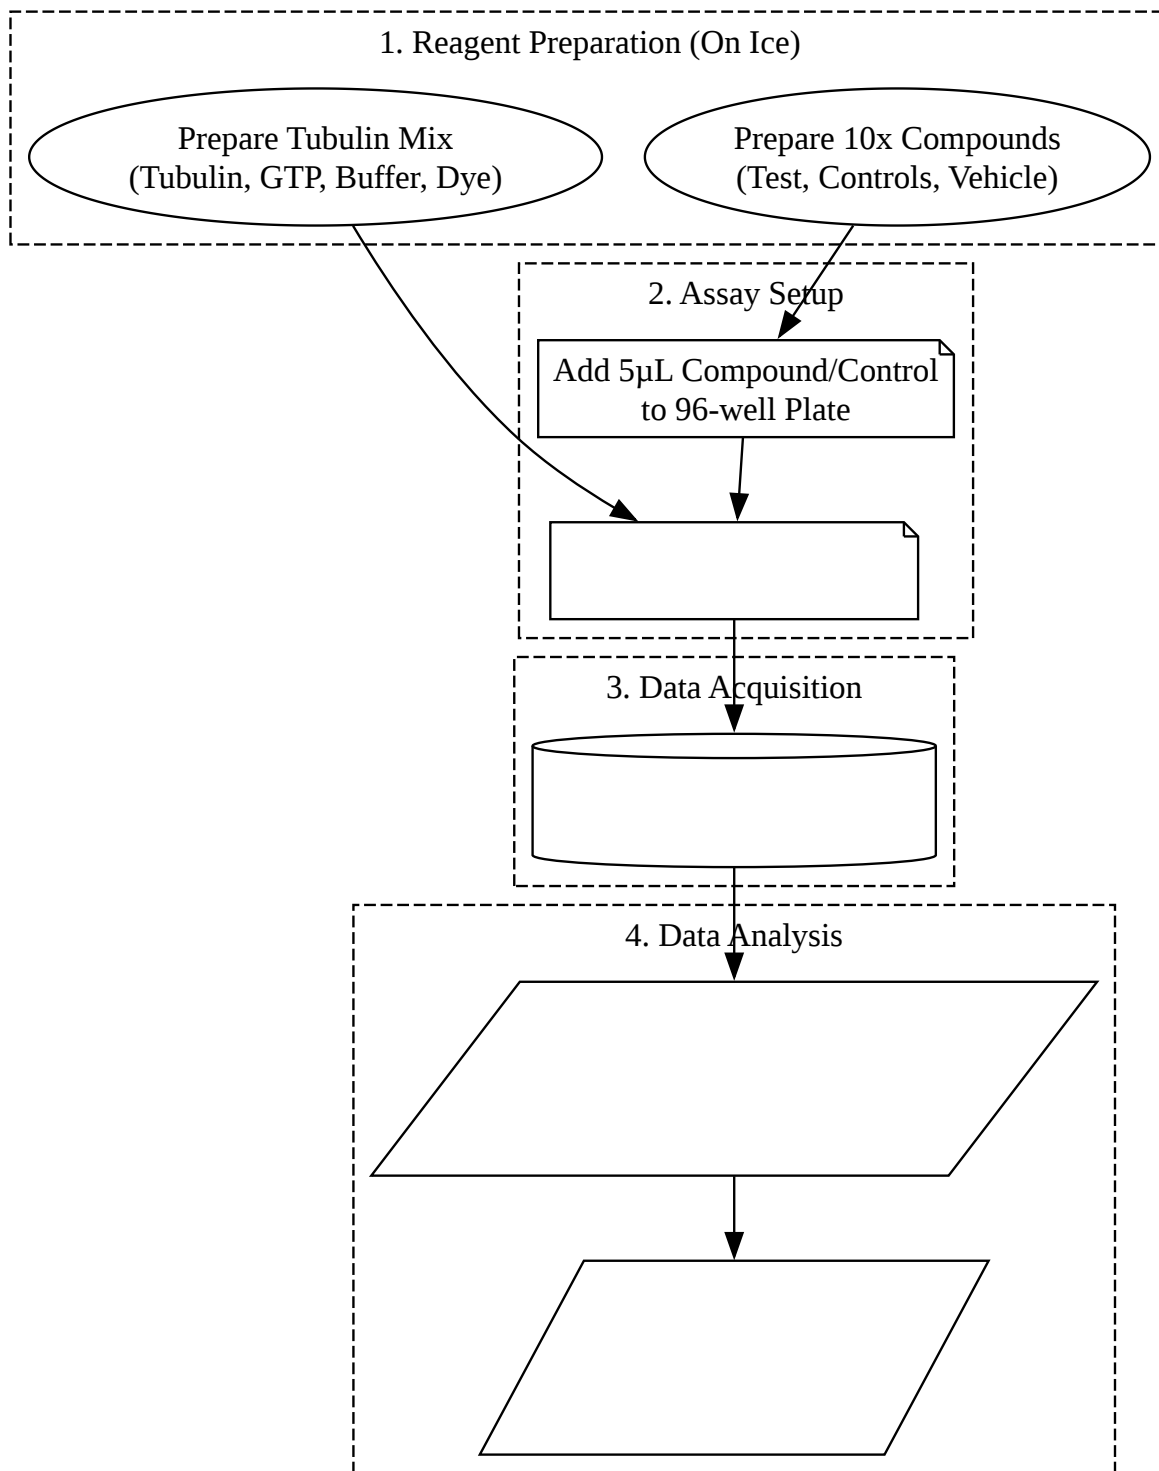 1. Reagent Preparation (On Ice)
Prepare Tubulin Mix
(Tubulin, GTP, Buffer, Dye)
Prepare 10x Compounds
(Test, Controls, Vehicle)
2. Assay Setup
Add 5µL Compound/Control
to 96-well Plate
3. Data Acquisition
4. Data Analysis